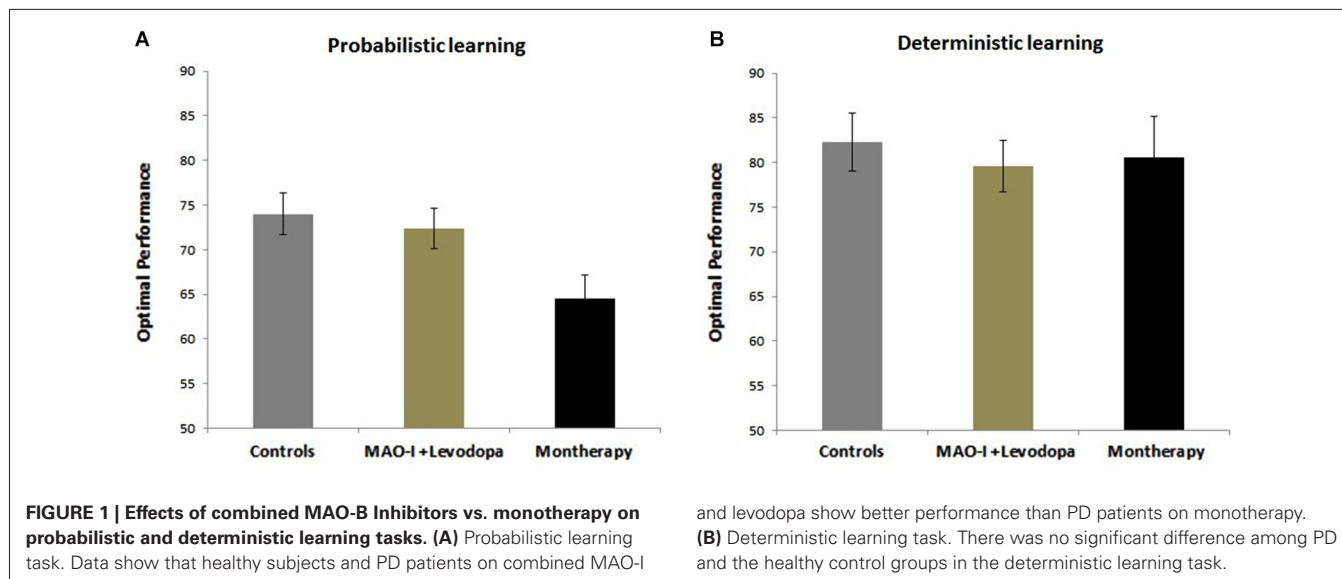 A
Probabilistic learning
Optimal Performance
90
85
80
75
70
65
60
55
50
Controls
MAO-I +Levodopa
Montherapy
B
Deterministic learning
Optimal Performance
90
85
80
75
70
65
60
55
50
Controls
MAO-I +Levodopa
Montherapy
FIGURE 1 | Effects of combined MAO-B Inhibitors vs. monotherapy on
probabilistic and deterministic learning tasks. (A) Probabilistic learning
task. Data show that healthy subjects and PD patients on combined MAO-I
and levodopa show better performance than PD patients on monotherapy.
(B) Deterministic learning task. There was no significant difference among PD
and the healthy control groups in the deterministic learning task.